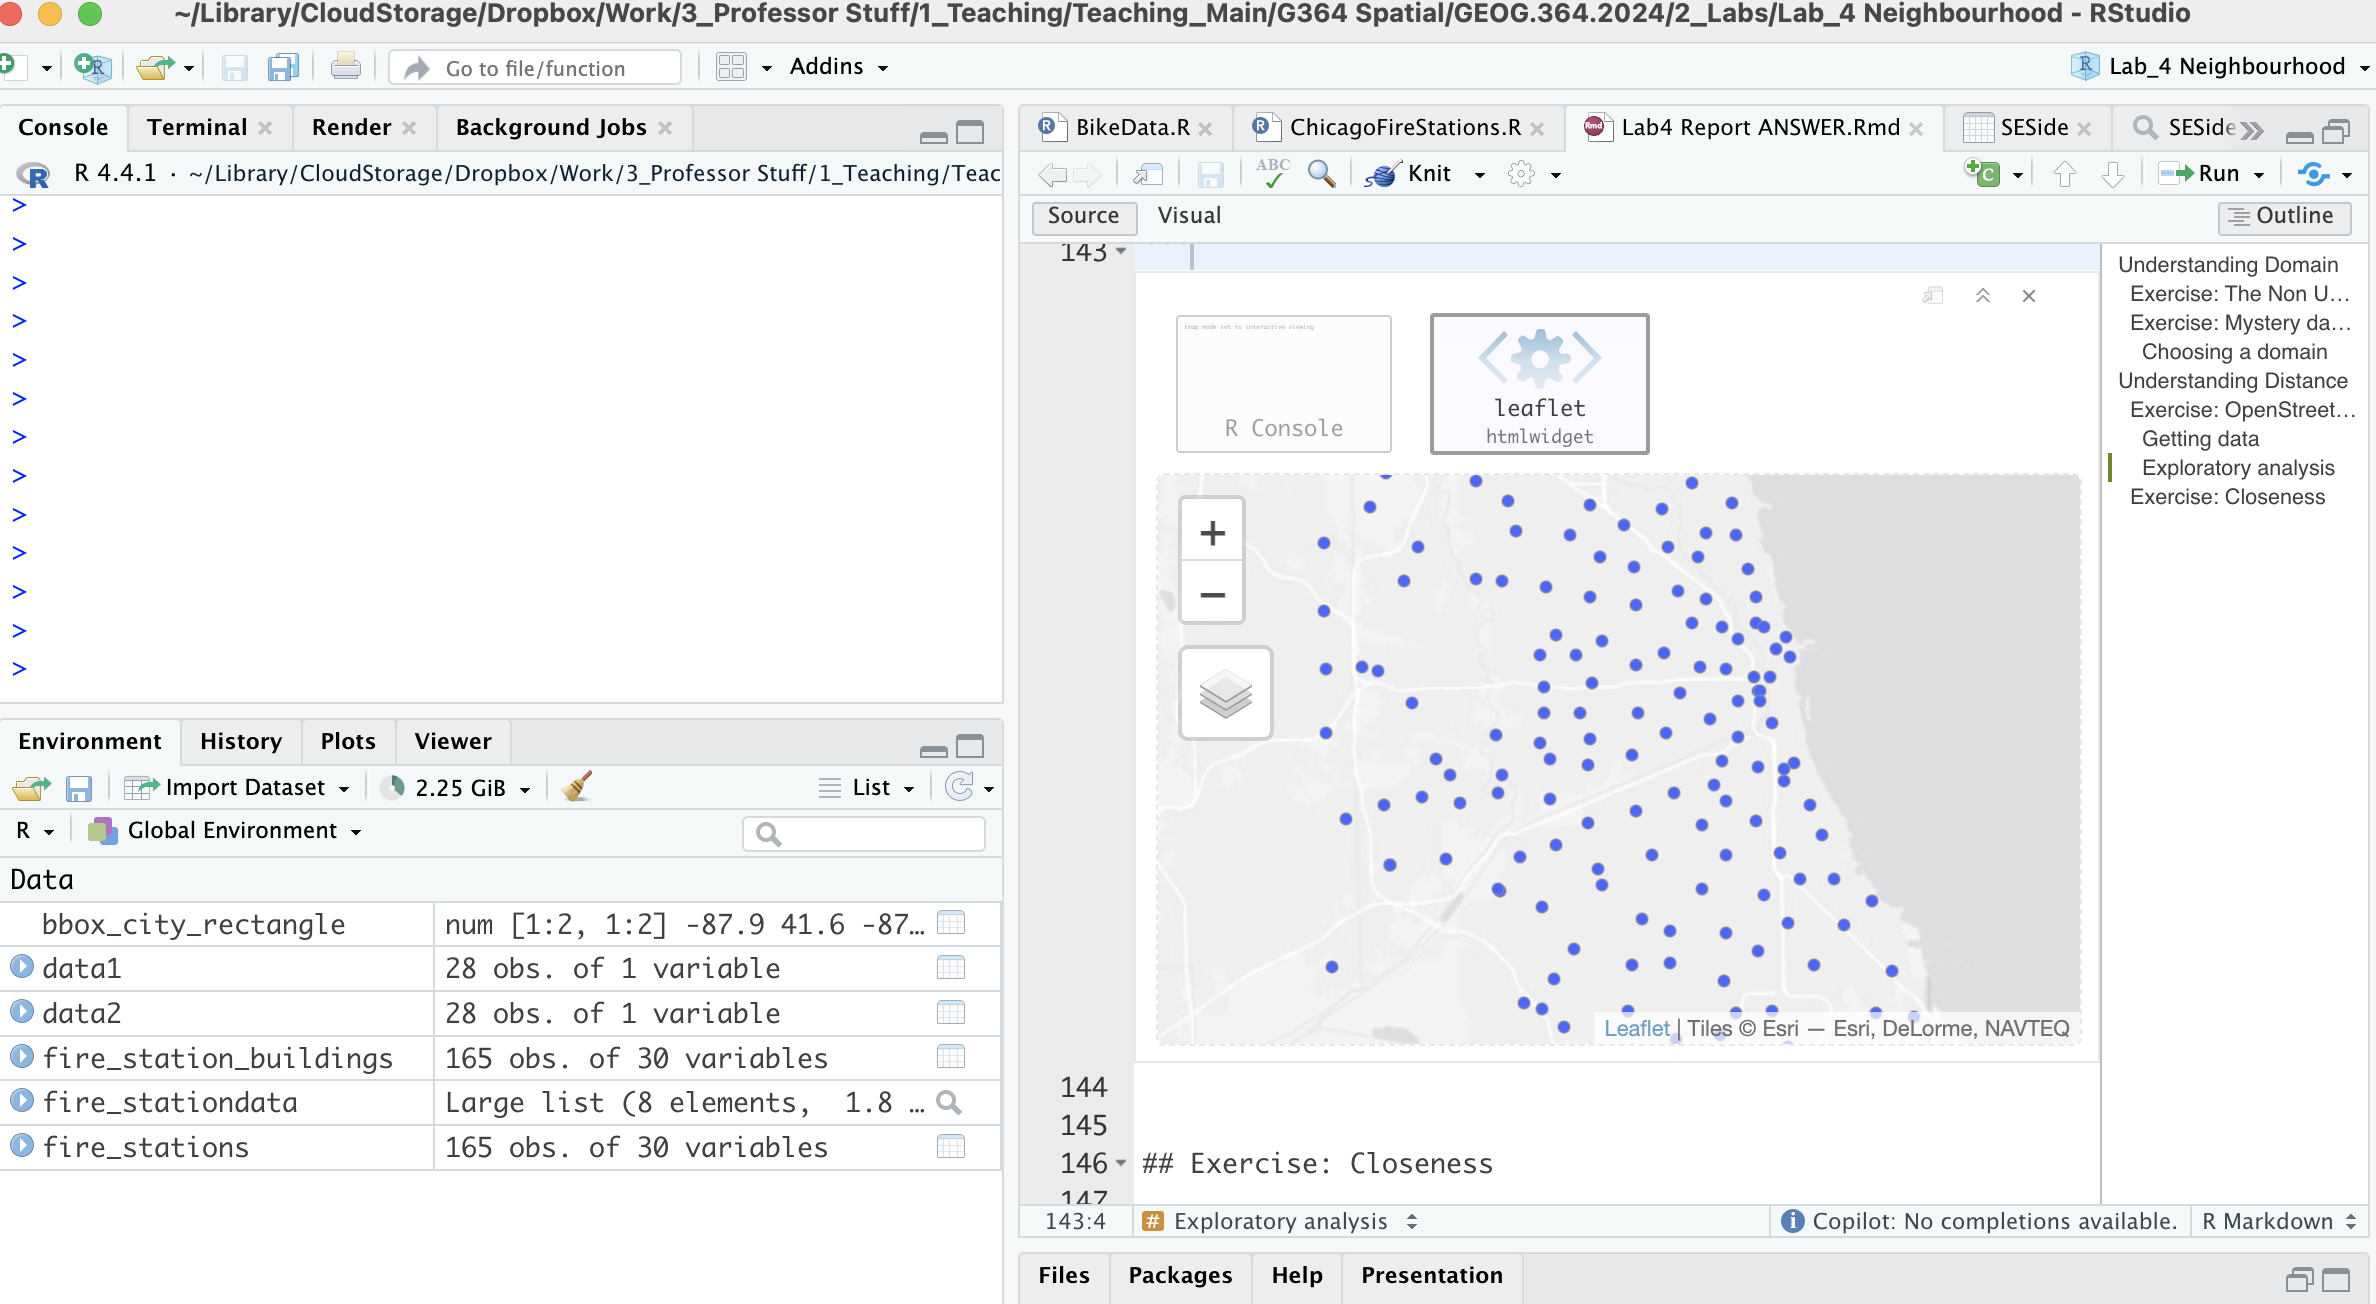 ~/Library/CloudStorage/Dropbox/Work/3_Professor Stuff/1_Teaching/Teaching_Main/G364 Spatial/GEOG.364.2024/2_Labs/Lab_4 Neighbourhood - RStudio
Go to file/function
Addins
Lab_4 Neighbourhood
Console
Terminal
Render
Background Jobs
R 4.4.1 · ~/Library/CloudStorage/Dropbox/Work/3_Professor Stuff/1_Teaching/Teac
>
>
>
>
>
>
>
>
>
>
>
>
>
Environment
History
Plots
Viewer
Import Dataset
2.25 GiB
List
R
Global Environment
Data
bbox_city_rectangle num [1:2, 1:2] -87.9 41.6 -87…
data1 28 obs. of 1 variable
data2 28 obs. of 1 variable
fire_station_buildings 165 obs. of 30 variables
fire_stationdata Large list (8 elements, 1.8 …
fire_stations 165 obs. of 30 variables
BikeData.R
ChicagoFireStations.R
Lab4 Report ANSWER.Rmd
SESide
SESide
ABC
Knit
Run
Source
Visual
Outline
143
tmap mode set to interactive viewing
R Console
leaflet
htmlwidget
+
−
Leaflet | Tiles © Esri — Esri, DeLorme, NAVTEQ
144
145
146 ## Exercise: Closeness
147
Understanding Domain
Exercise: The Non U…
Exercise: Mystery da…
Choosing a domain
Understanding Distance
Exercise: OpenStreet…
Getting data
Exploratory analysis
Exercise: Closeness
143:4
# Exploratory analysis
Copilot: No completions available.
R Markdown
Files
Packages
Help
Presentation